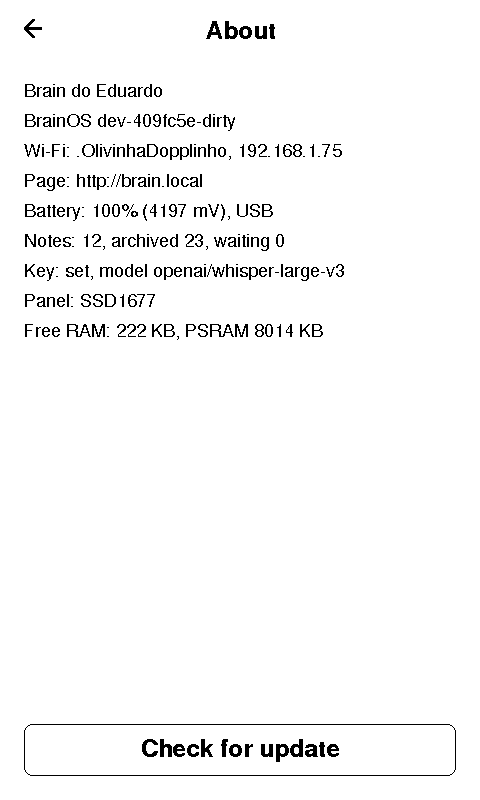 About
Brain do Eduardo
BrainOS dev-409fc5e-dirty
Wi-Fi: .OlivinhaDopplinho, 192.168.1.75
Page: http://brain.local
Battery: 100% (4197 mV), USB
Notes: 12, archived 23, waiting 0
Key: set, model openai/whisper-large-v3
Panel: SSD1677
Free RAM: 222 KB, PSRAM 8014 KB
Check for update